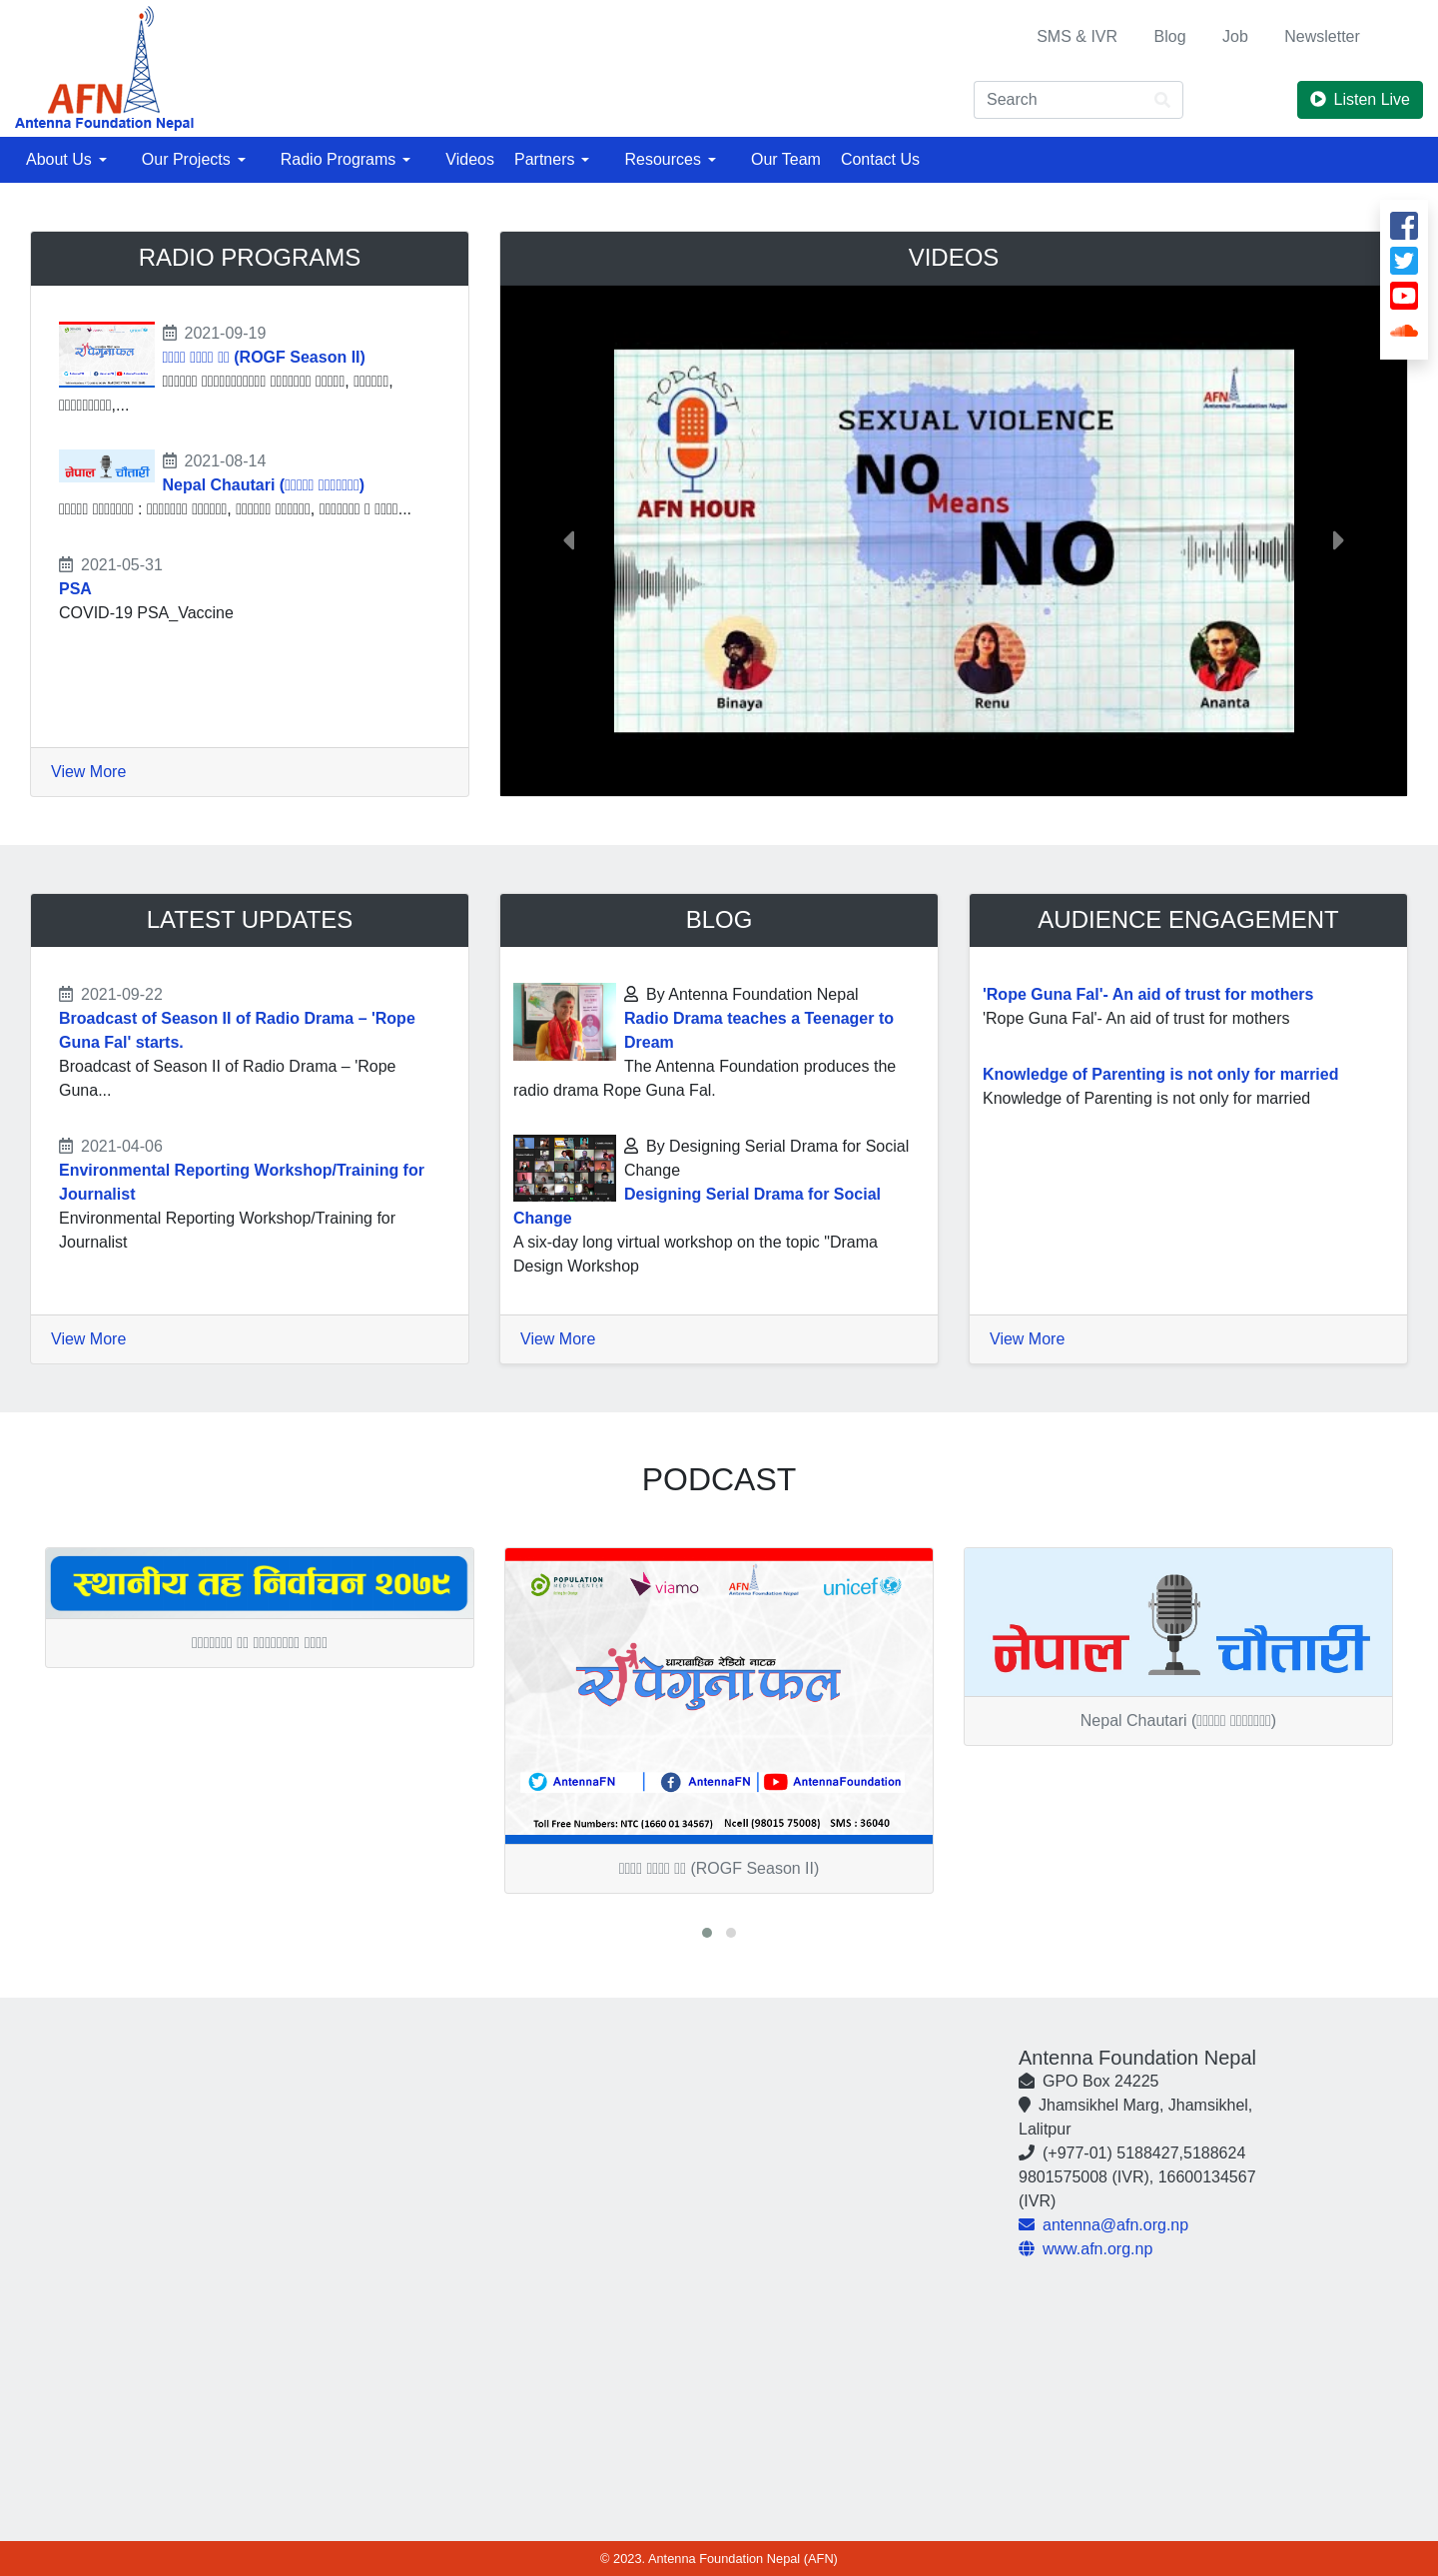 AFN
Antenna Foundation Nepal
SMS & IVR Blog Job Newsletter
Search
Listen Live
About Us Our Projects Radio Programs Videos Partners Resources Our Team Contact Us
RADIO PROGRAMS
2021-09-19
(ROGF Season II)
2021-08-14
नेपाल चौतारी
Nepal Chautari
2021-05-31
PSA
COVID-19 PSA_Vaccine
View More
VIDEOS
PODCAST
AFN HOUR
AFN
Antenna Foundation Nepal
SEXUAL VIOLENCE
NO
Means
NO
Binaya
Renu
Ananta
LATEST UPDATES
2021-09-22
Broadcast of Season II of Radio Drama – 'Rope
Guna Fal' starts.
Broadcast of Season II of Radio Drama – 'Rope
Guna...
2021-04-06
Environmental Reporting Workshop/Training for
Journalist
Environmental Reporting Workshop/Training for
Journalist
View More
BLOG
By Antenna Foundation Nepal
Radio Drama teaches a Teenager to
Dream
The Antenna Foundation produces the
radio drama Rope Guna Fal.
By Designing Serial Drama for Social
Change
Designing Serial Drama for Social
Change
A six-day long virtual workshop on the topic "Drama
Design Workshop
View More
AUDIENCE ENGAGEMENT
'Rope Guna Fal'- An aid of trust for mothers
'Rope Guna Fal'- An aid of trust for mothers
Knowledge of Parenting is not only for married
Knowledge of Parenting is not only for married
View More
PODCAST
स्थानीय तह निर्वाचन २०७९
POPULATION
MEDIA CENTER
viamo
AFN
Antenna Foundation Nepal
unicef
धाराबाहिक रेडियो नाटक
रोपे गुना फल
AntennaFN | AntennaFN | AntennaFoundation
Toll Free Numbers: NTC (1660 01 34567) Ncell (98015 75008) SMS : 36040
(ROGF Season II)
नेपाल चौतारी
Nepal Chautari
Antenna Foundation Nepal
GPO Box 24225
Jhamsikhel Marg, Jhamsikhel,
Lalitpur
(+977-01) 5188427,5188624
9801575008 (IVR), 16600134567
(IVR)
antenna@afn.org.np
www.afn.org.np
© 2023. Antenna Foundation Nepal (AFN)